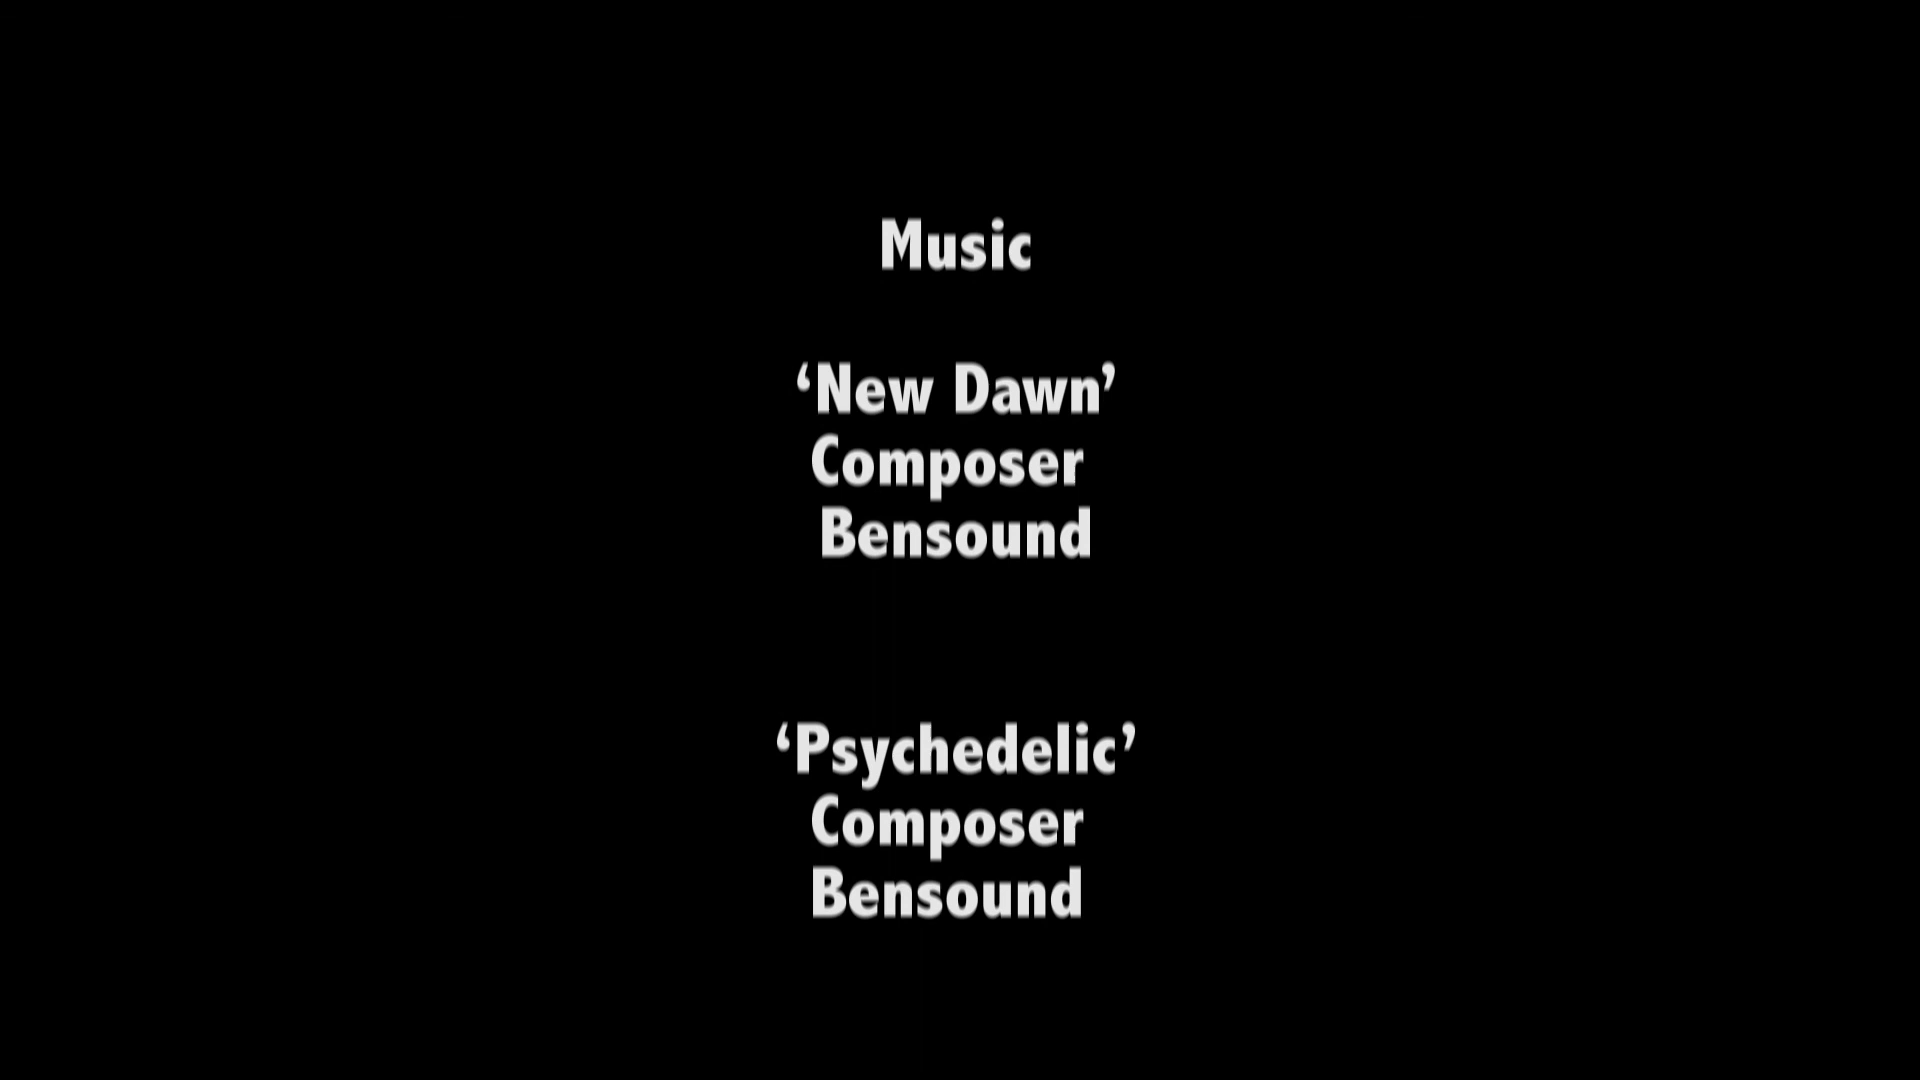 Music
‘New Dawn’
Composer
Bensound
‘Psychedelic’
Composer
Bensound